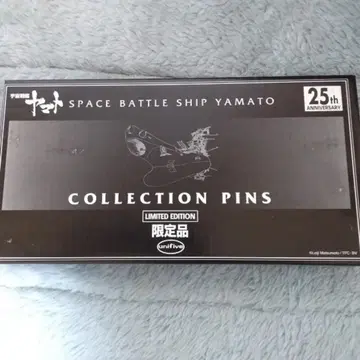 宇宙戦艦
ヤマト SPACE BATTLE SHIP YAMATO
25th
ANNIVERSARY
COLLECTION PINS
LIMITED EDITION
限定品
unifive